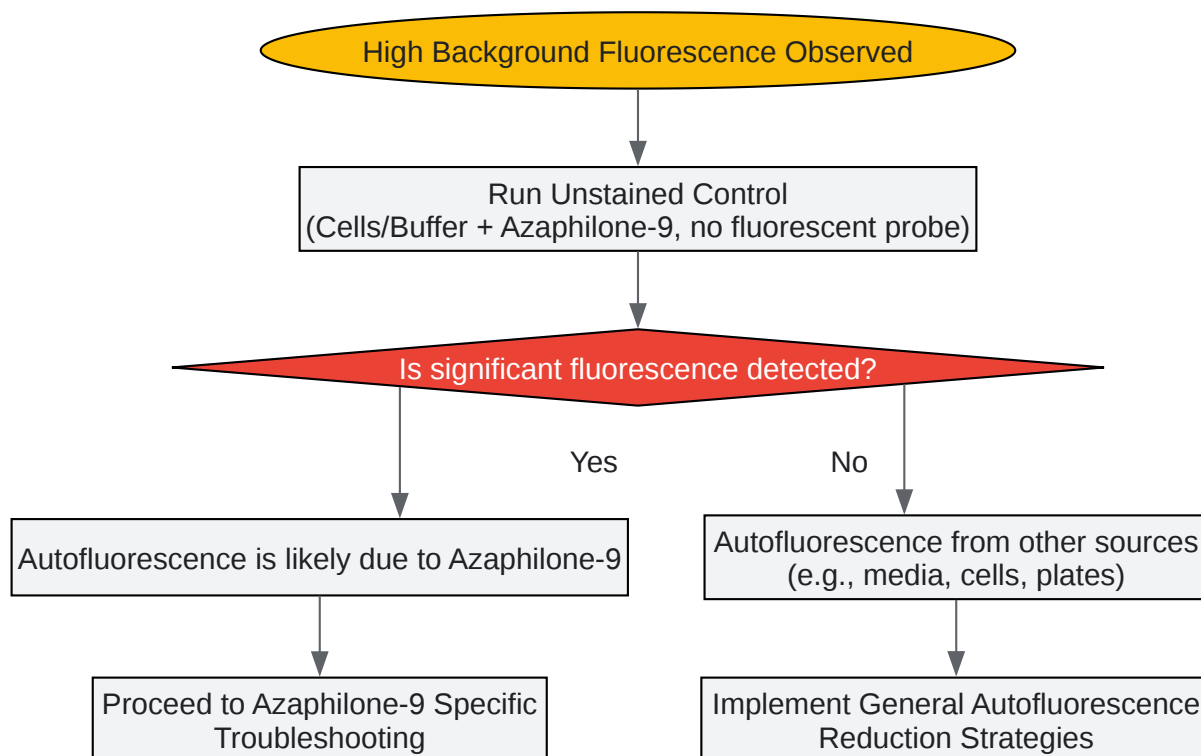 High Background Fluorescence Observed
Run Unstained Control
(Cells/Buffer + Azaphilone-9, no fluorescent probe)
Is significant fluorescence detected?
Yes
No
Autofluorescence is likely due to Azaphilone-9
Autofluorescence from other sources
(e.g., media, cells, plates)
Proceed to Azaphilone-9 Specific
Troubleshooting
Implement General Autofluorescence
Reduction Strategies